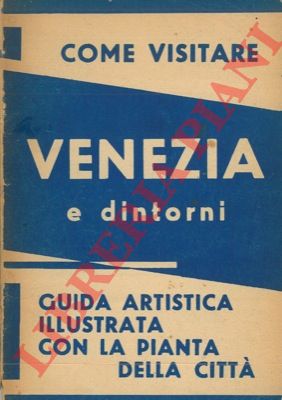 COME VISITARE
VENEZIA
e dintorni
GUIDA ARTISTICA
ILLUSTRATA
CON LA PIANTA
DELLA CITTÀ
LIBRERIA PIANI